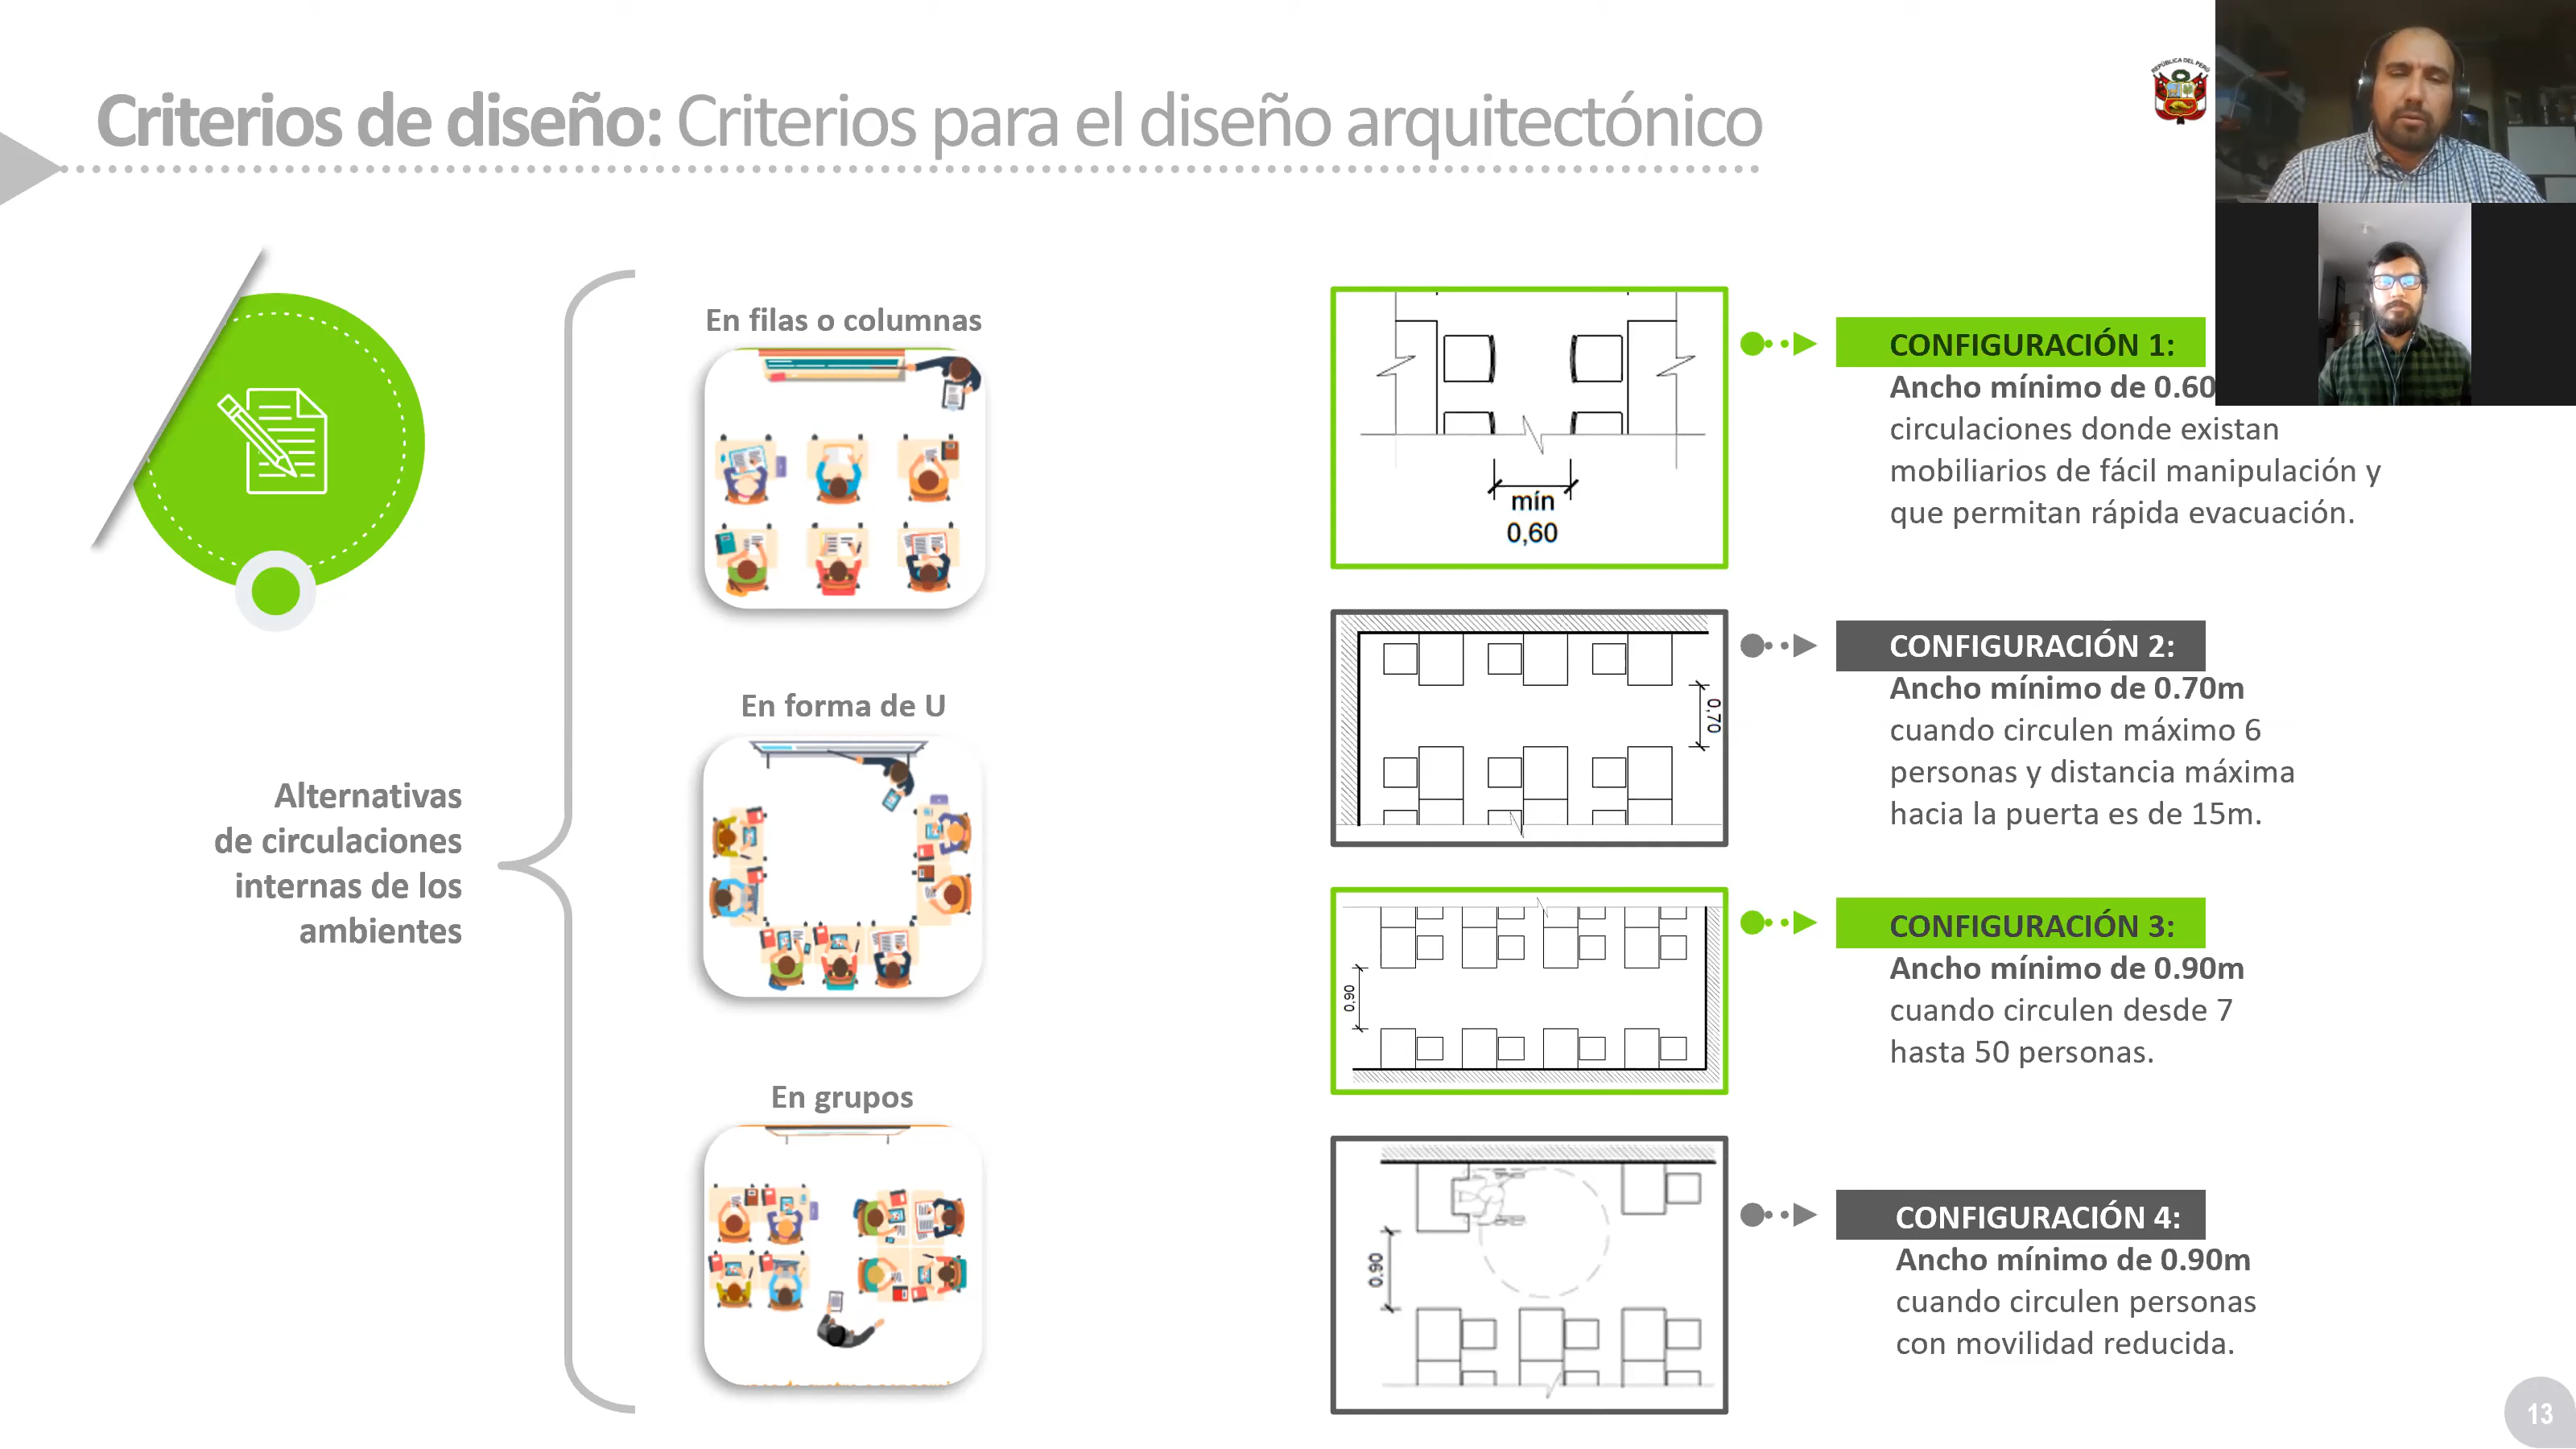 Criterios de diseño: Criterios para el diseño arquitectónico
REPÚBLICA DEL PERÚ
Alternativas
de circulaciones
internas de los
ambientes
En filas o columnas
En forma de U
En grupos
mín
0,60
CONFIGURACIÓN 1:
Ancho mínimo de 0.60
circulaciones donde existan
mobiliarios de fácil manipulación y
que permitan rápida evacuación.
0,70
CONFIGURACIÓN 2:
Ancho mínimo de 0.70m
cuando circulen máximo 6
personas y distancia máxima
hacia la puerta es de 15m.
0.90
CONFIGURACIÓN 3:
Ancho mínimo de 0.90m
cuando circulen desde 7
hasta 50 personas.
0.90
CONFIGURACIÓN 4:
Ancho mínimo de 0.90m
cuando circulen personas
con movilidad reducida.
13